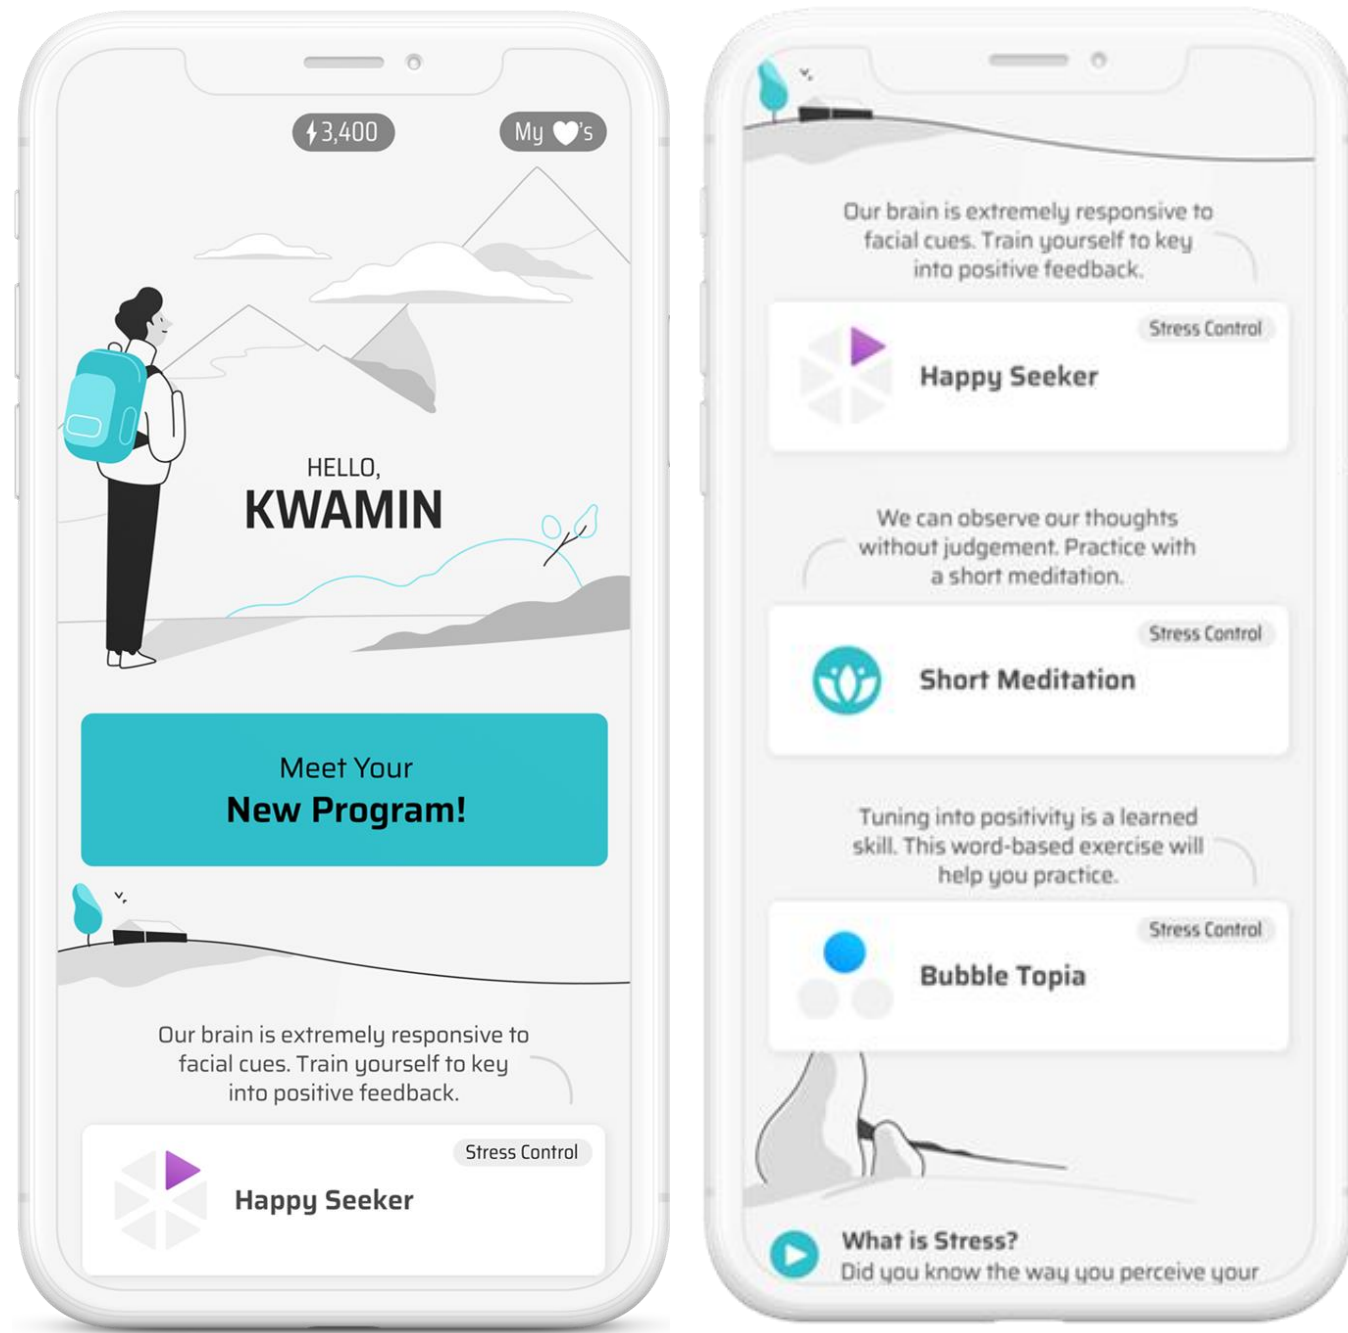 3,400
My 's
HELLO,
KWAMIN
Meet Your
New Program!
Our brain is extremely responsive to
facial cues. Train yourself to key
into positive feedback.
Stress Control
Happy Seeker
Our brain is extremely responsive to
facial cues. Train yourself to key
into positive feedback.
Stress Control
Happy Seeker
We can observe our thoughts
without judgement. Practice with
a short meditation.
Stress Control
Short Meditation
Tuning into positivity is a learned
skill. This word-based exercise will
help you practice.
Stress Control
Bubble Topia
What is Stress?
Did you know the way you perceive your